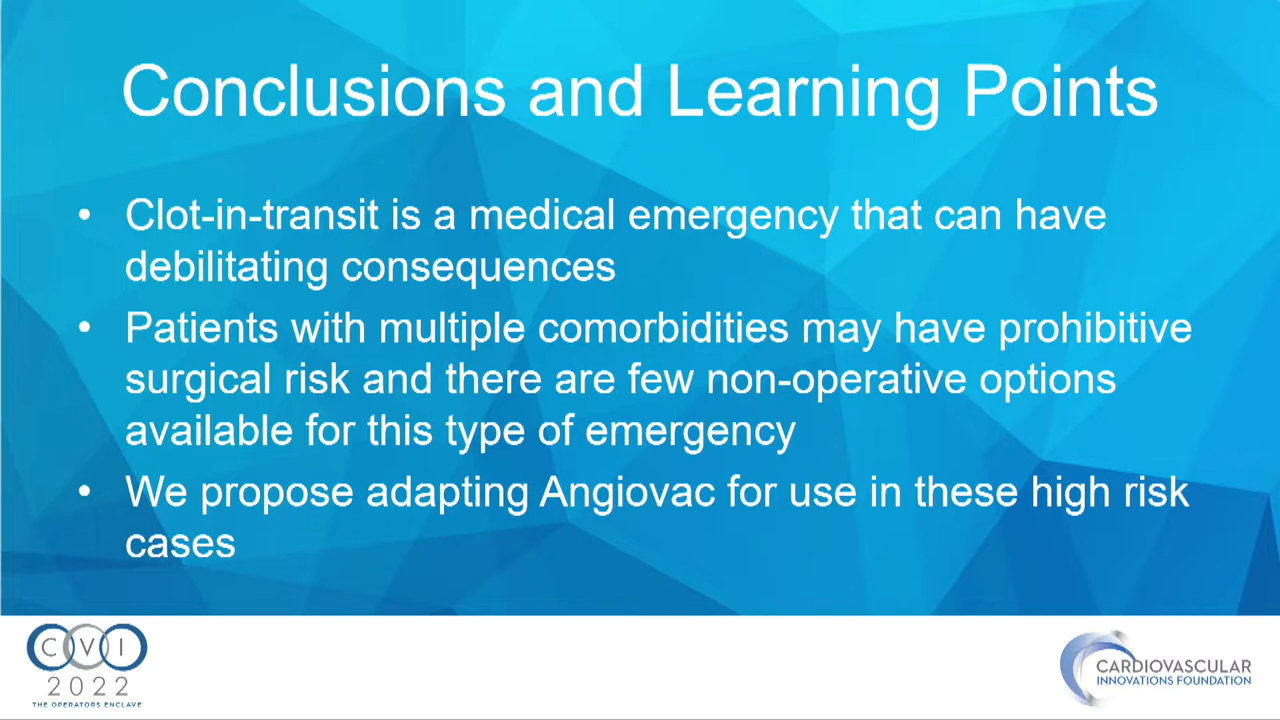 Conclusions and Learning Points
• Clot-in-transit is a medical emergency that can have
debilitating consequences
• Patients with multiple comorbidities may have prohibitive
surgical risk and there are few non-operative options
available for this type of emergency
• We propose adapting Angiovac for use in these high risk
cases
CVI
2022
THE OPERATORS ENCLAVE
CARDIOVASCULAR
INNOVATIONS FOUNDATION